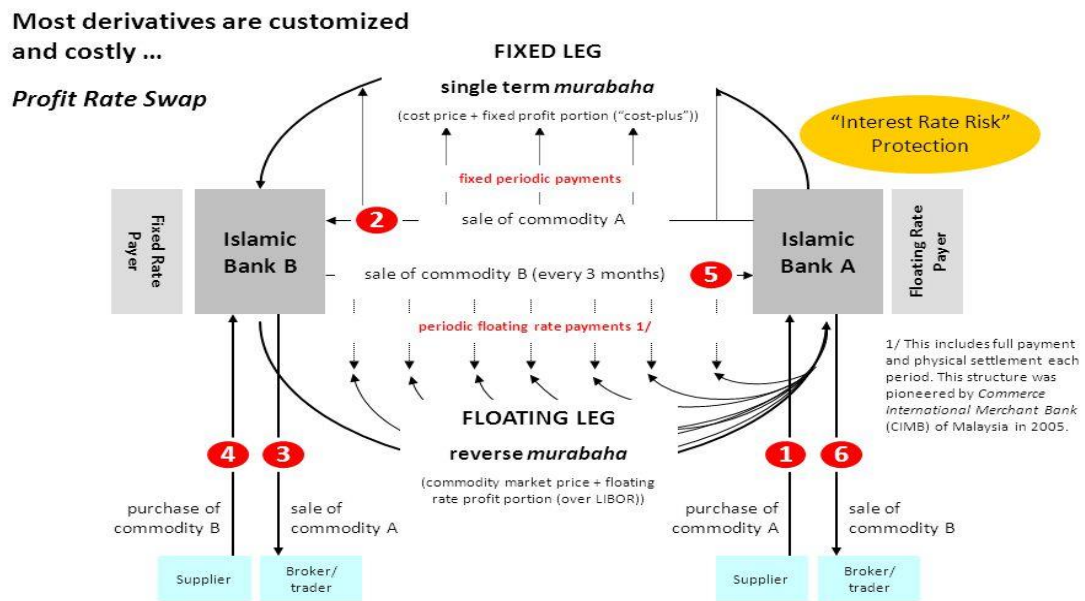 Most derivatives are customized
and costly ...
Profit Rate Swap
FIXED LEG
single term murabaha
(cost price + fixed profit portion (“cost-plus”))
“Interest Rate Risk”
Protection
fixed periodic payments
Fixed Rate
Payer
Islamic
Bank B
2
sale of commodity A
sale of commodity B (every 3 months)
5
periodic floating rate payments 1/
Islamic
Bank A
Floating Rate
Payer
1/ This includes full payment
and physical settlement each
period. This structure was
pioneered by Commerce
International Merchant Bank
(CIMB) of Malaysia in 2005.
FLOATING LEG
reverse murabaha
(commodity market price + floating
rate profit portion (over LIBOR))
4
3
1
6
purchase of
commodity B
sale of
commodity A
purchase of
commodity A
sale of
commodity B
Supplier
Broker/
trader
Supplier
Broker/
trader